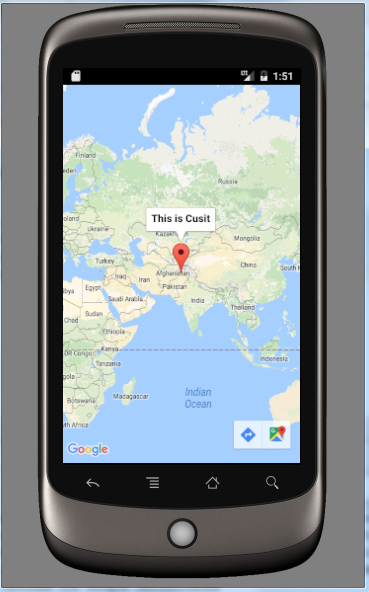 1:51
Finland
Russia
This is Cusit
Ukraine
Mongolia
Turkey
China
Iraq
Iran
Afghanistan
Pakistan
Egypt
Saudi Arabia
India
Sudan
Chad
Thailand
Ethiopia
Kenya
Indonesia
Tanzania
Botswana
Madagascar
Indian
Ocean
Google